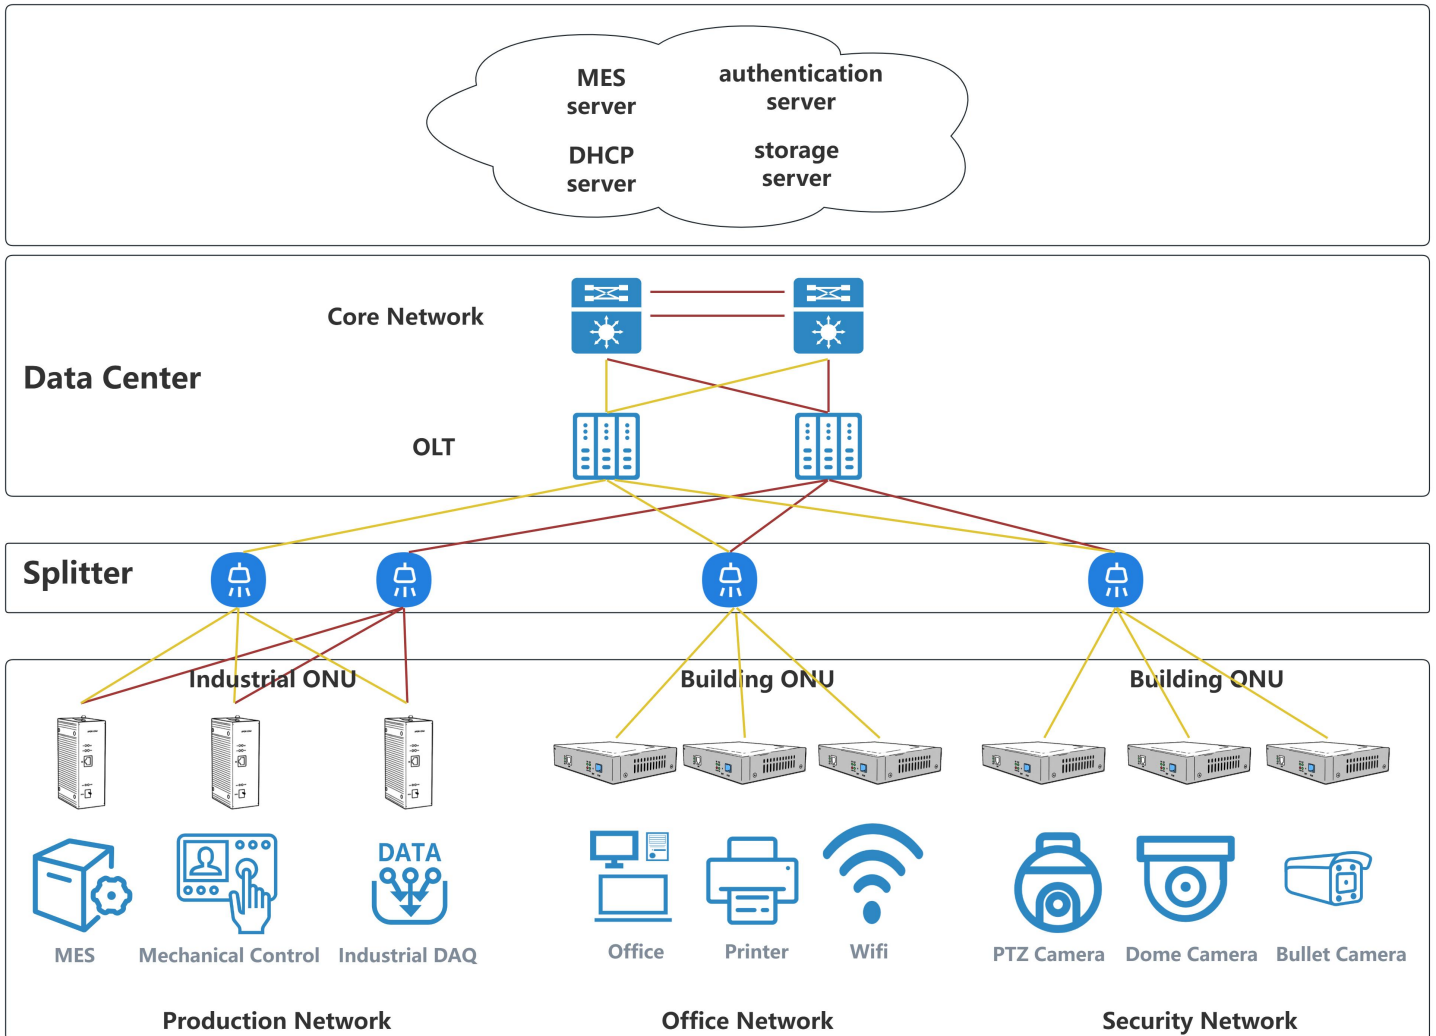 MES
server
authentication
server
DHCP
server
storage
server
Core Network
Data Center
OLT
Splitter
Industrial ONU
Building ONU
Building ONU
DATA
MES
Mechanical Control
Industrial DAQ
Office
Printer
Wifi
PTZ Camera
Dome Camera
Bullet Camera
Production Network
Office Network
Security Network